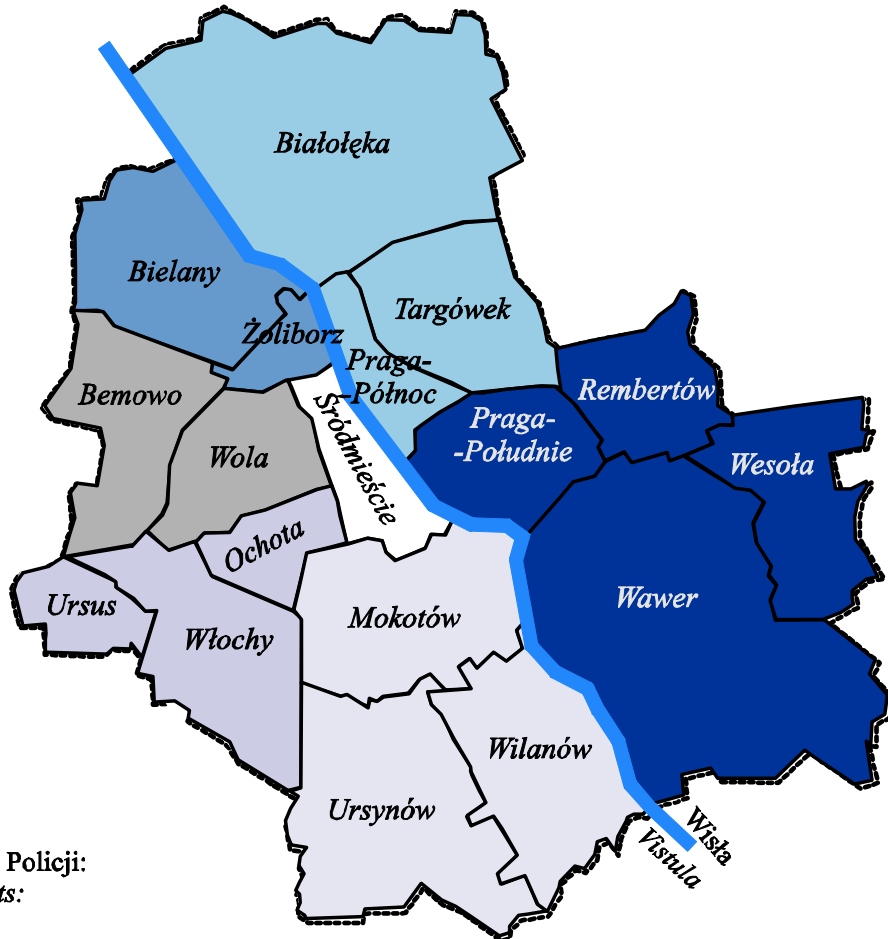 Białołęka
Bielany
Targówek
Żoliborz
Praga-
-Północ
Rembertów
Bemowo
Praga-
-Południe
Śródmieście
Wola
Wesoła
Ochota
Ursus
Włochy
Mokotów
Wawer
Wilanów
Ursynów
Wisła
Vistula
Policji:
ts: